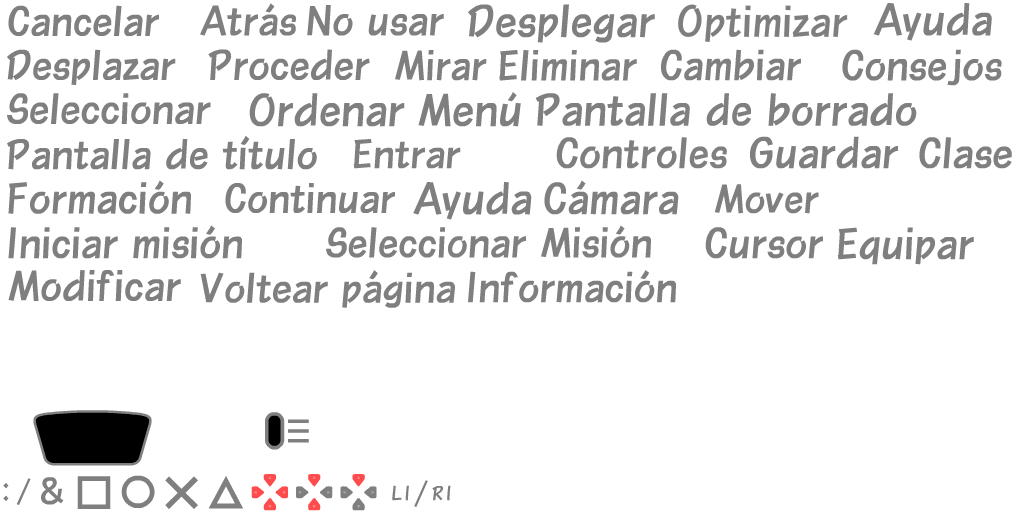 Cancelar Atrás No usar Desplegar Optimizar Ayuda
Desplazar Proceder Mirar Eliminar Cambiar Consejos
Seleccionar Ordenar Menú Pantalla de borrado
Pantalla de título Entrar Controles Guardar Clase
Formación Continuar Ayuda Cámara Mover
Iniciar misión Seleccionar Misión Cursor Equipar
Modificar Voltear página Información
:/ & L1/R1